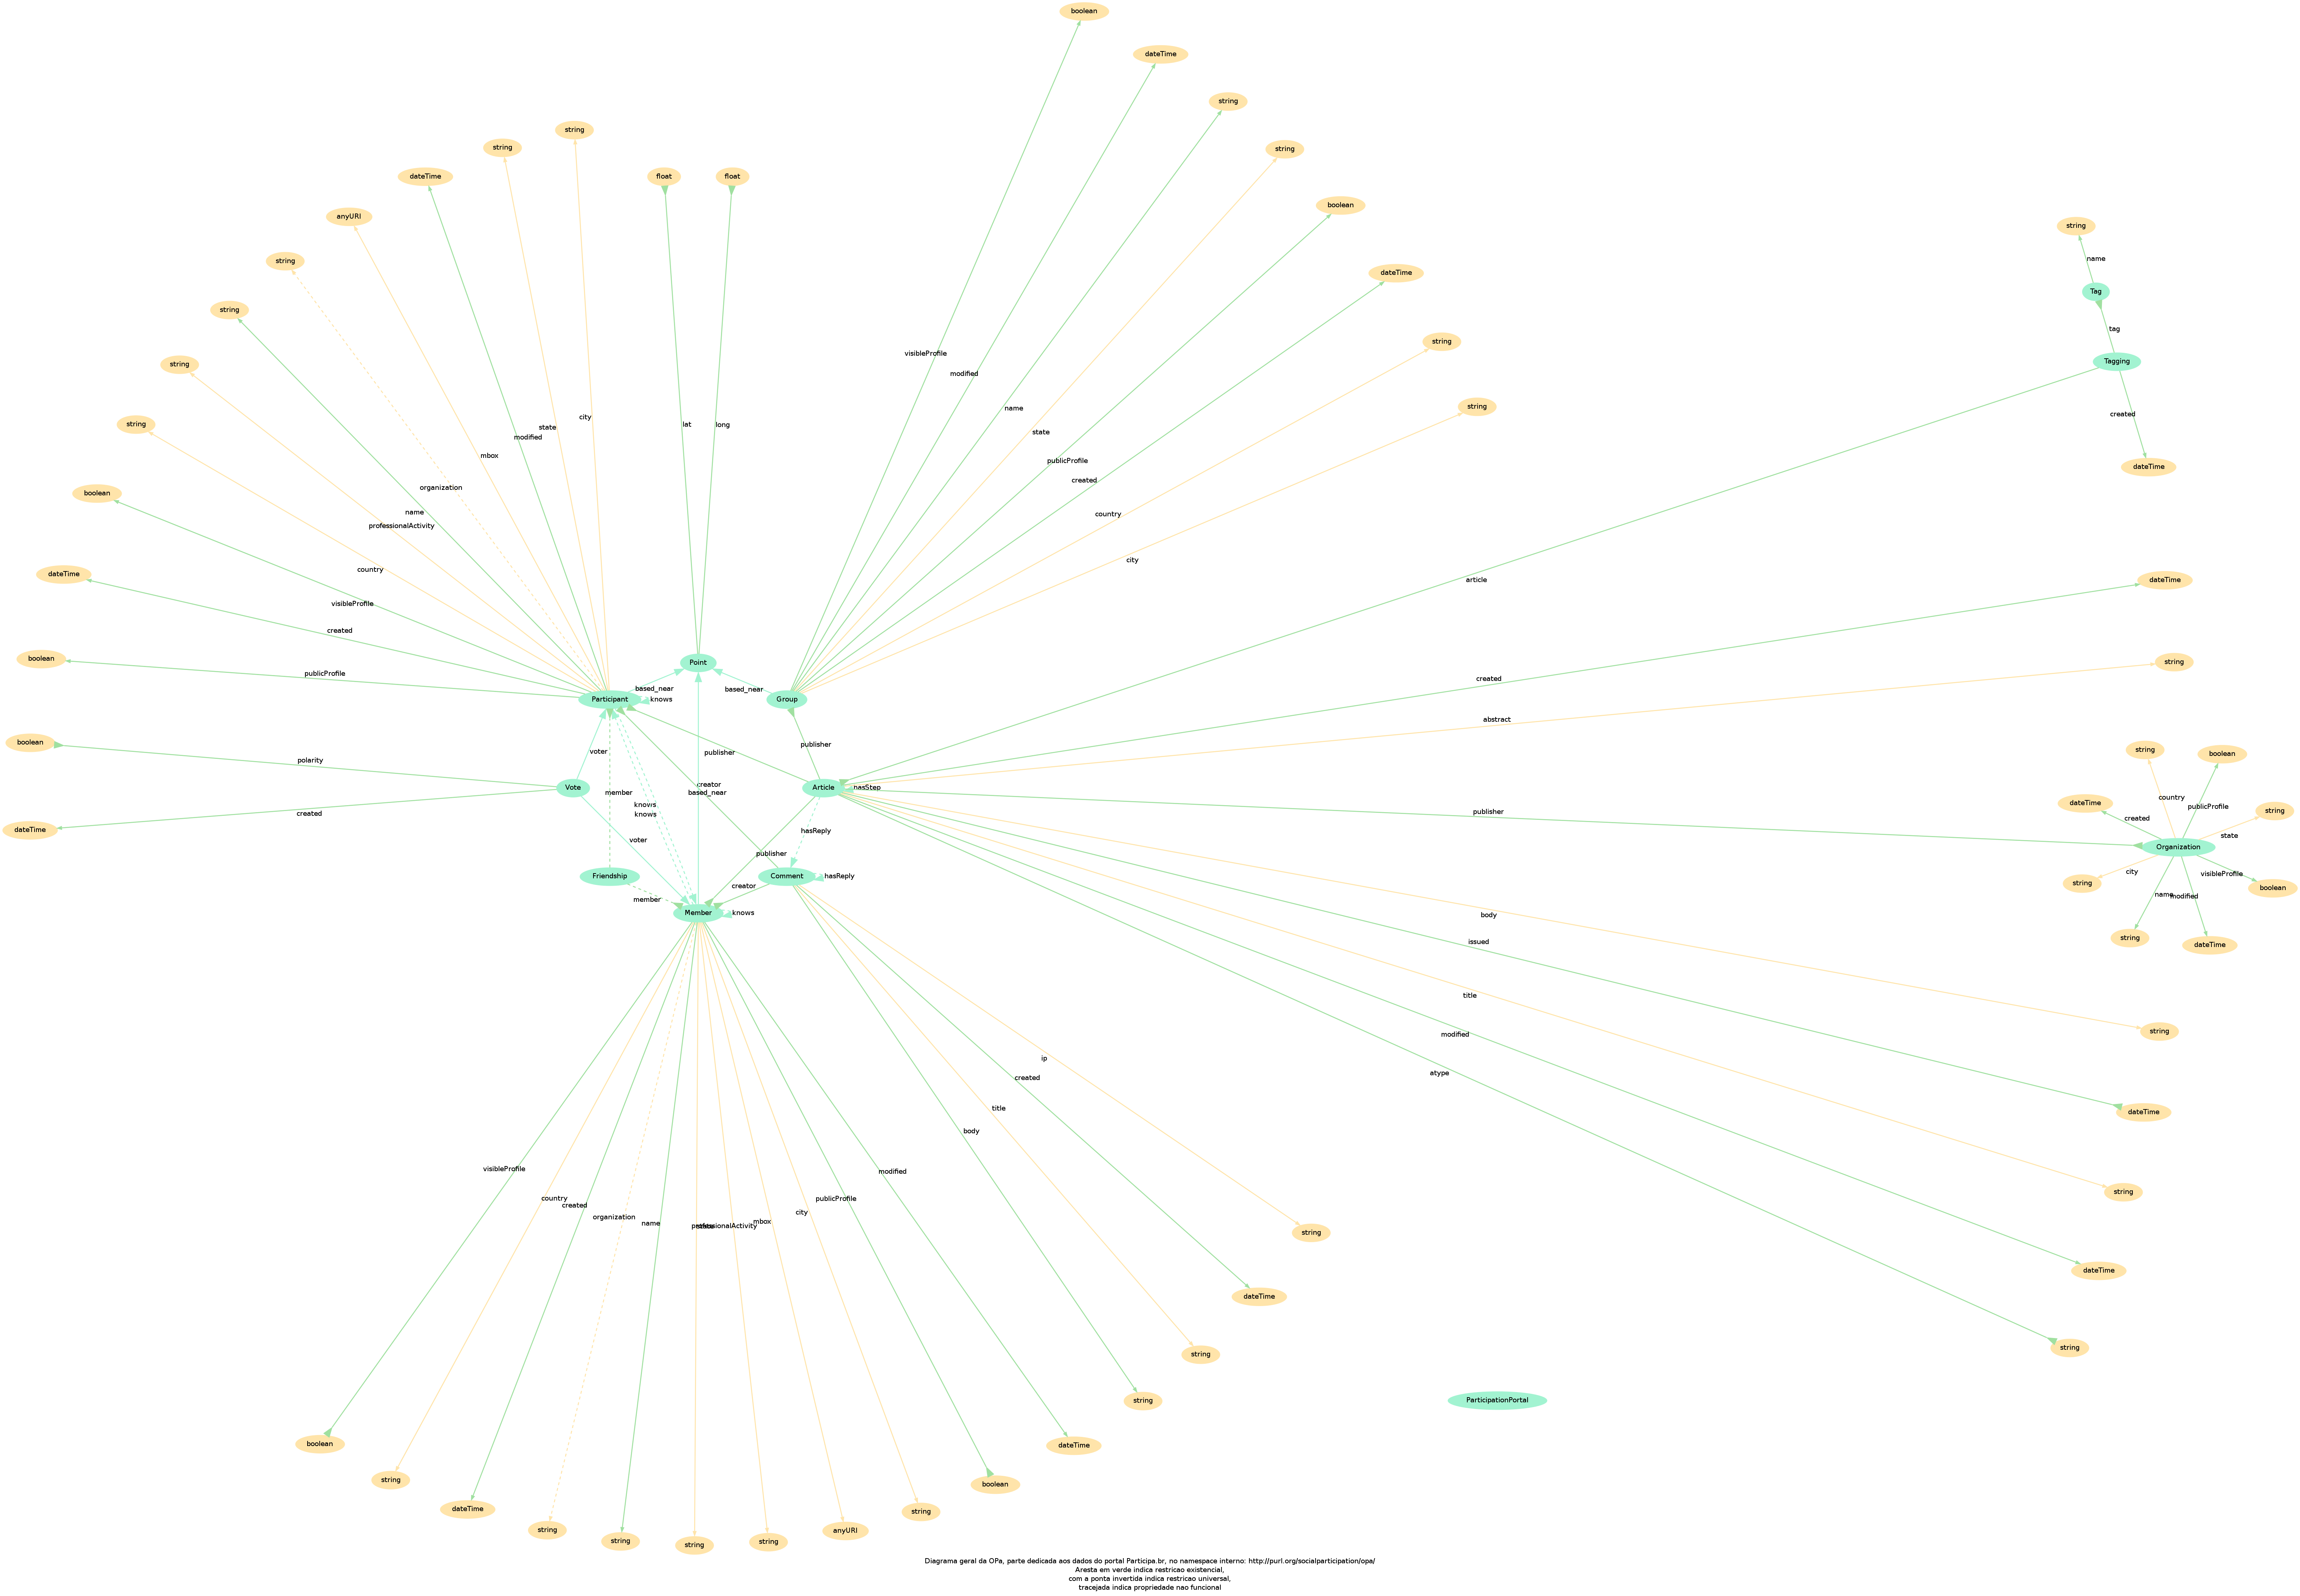 boolean
dateTime
string
string
string
string
float
float
dateTime
boolean
anyURI
string
string
dateTime
name
string
string
Tag
tag
string
visibleProfile
Tagging
string
modified
string
name
created
city
lat
long
string
state
modified
state
mbox
publicProfile
dateTime
created
organization
boolean
name
country
professionalActivity
city
country
dateTime
article
dateTime
visibleProfile
created
boolean
Point
string
publicProfile
based_near
based_near
created
Participant
knows
Group
abstract
boolean
publisher
string
boolean
voter
publisher
polarity
country
creator
Vote
Article
hasStep
member
based_near
dateTime
publicProfile
knows
publisher
string
created
knows
created
dateTime
hasReply
state
voter
Organization
publisher
Friendship
Comment
hasReply
city
visibleProfile
string
creator
boolean
member
name
modified
Member
knows
body
string
dateTime
issued
title
string
modified
ip
atype
created
title
dateTime
body
visibleProfile
modified
string
country
publicProfile
created
city
organization
name
professionalActivity
state
mbox
string
dateTime
dateTime
string
string
ParticipationPortal
string
boolean
dateTime
string
boolean
dateTime
string
string
anyURI
string
string
string
Diagrama geral da OPa, parte dedicada aos dados do portal Participa.br, no namespace interno: http://purl.org/socialparticipation/opa/
Aresta em verde indica restricao existencial,
com a ponta invertida indica restricao universal,
tracejada indica propriedade nao funcional